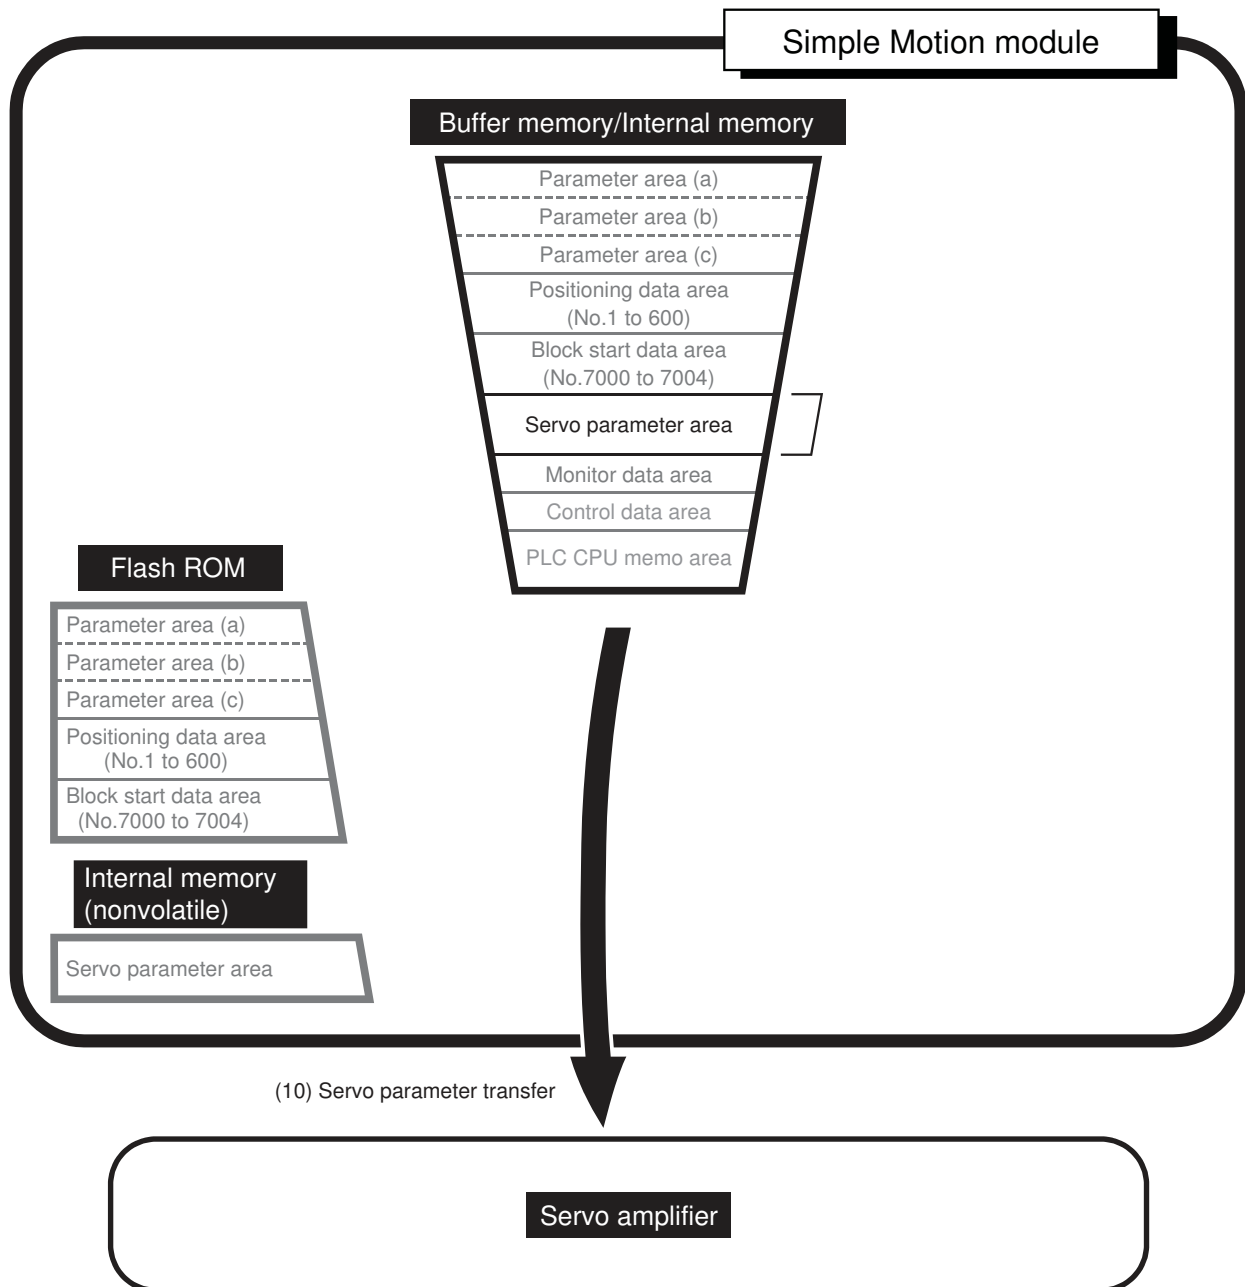 Simple Motion module
Buffer memory/Internal memory
Parameter area (a)
Parameter area (b)
Parameter area (c)
Positioning data area
(No.1 to 600)
Block start data area
(No.7000 to 7004)
Servo parameter area
Monitor data area
Control data area
PLC CPU memo area
Flash ROM
Parameter area (a)
Parameter area (b)
Parameter area (c)
Positioning data area
(No.1 to 600)
Block start data area
(No.7000 to 7004)
Internal memory
(nonvolatile)
Servo parameter area
(10) Servo parameter transfer
Servo amplifier